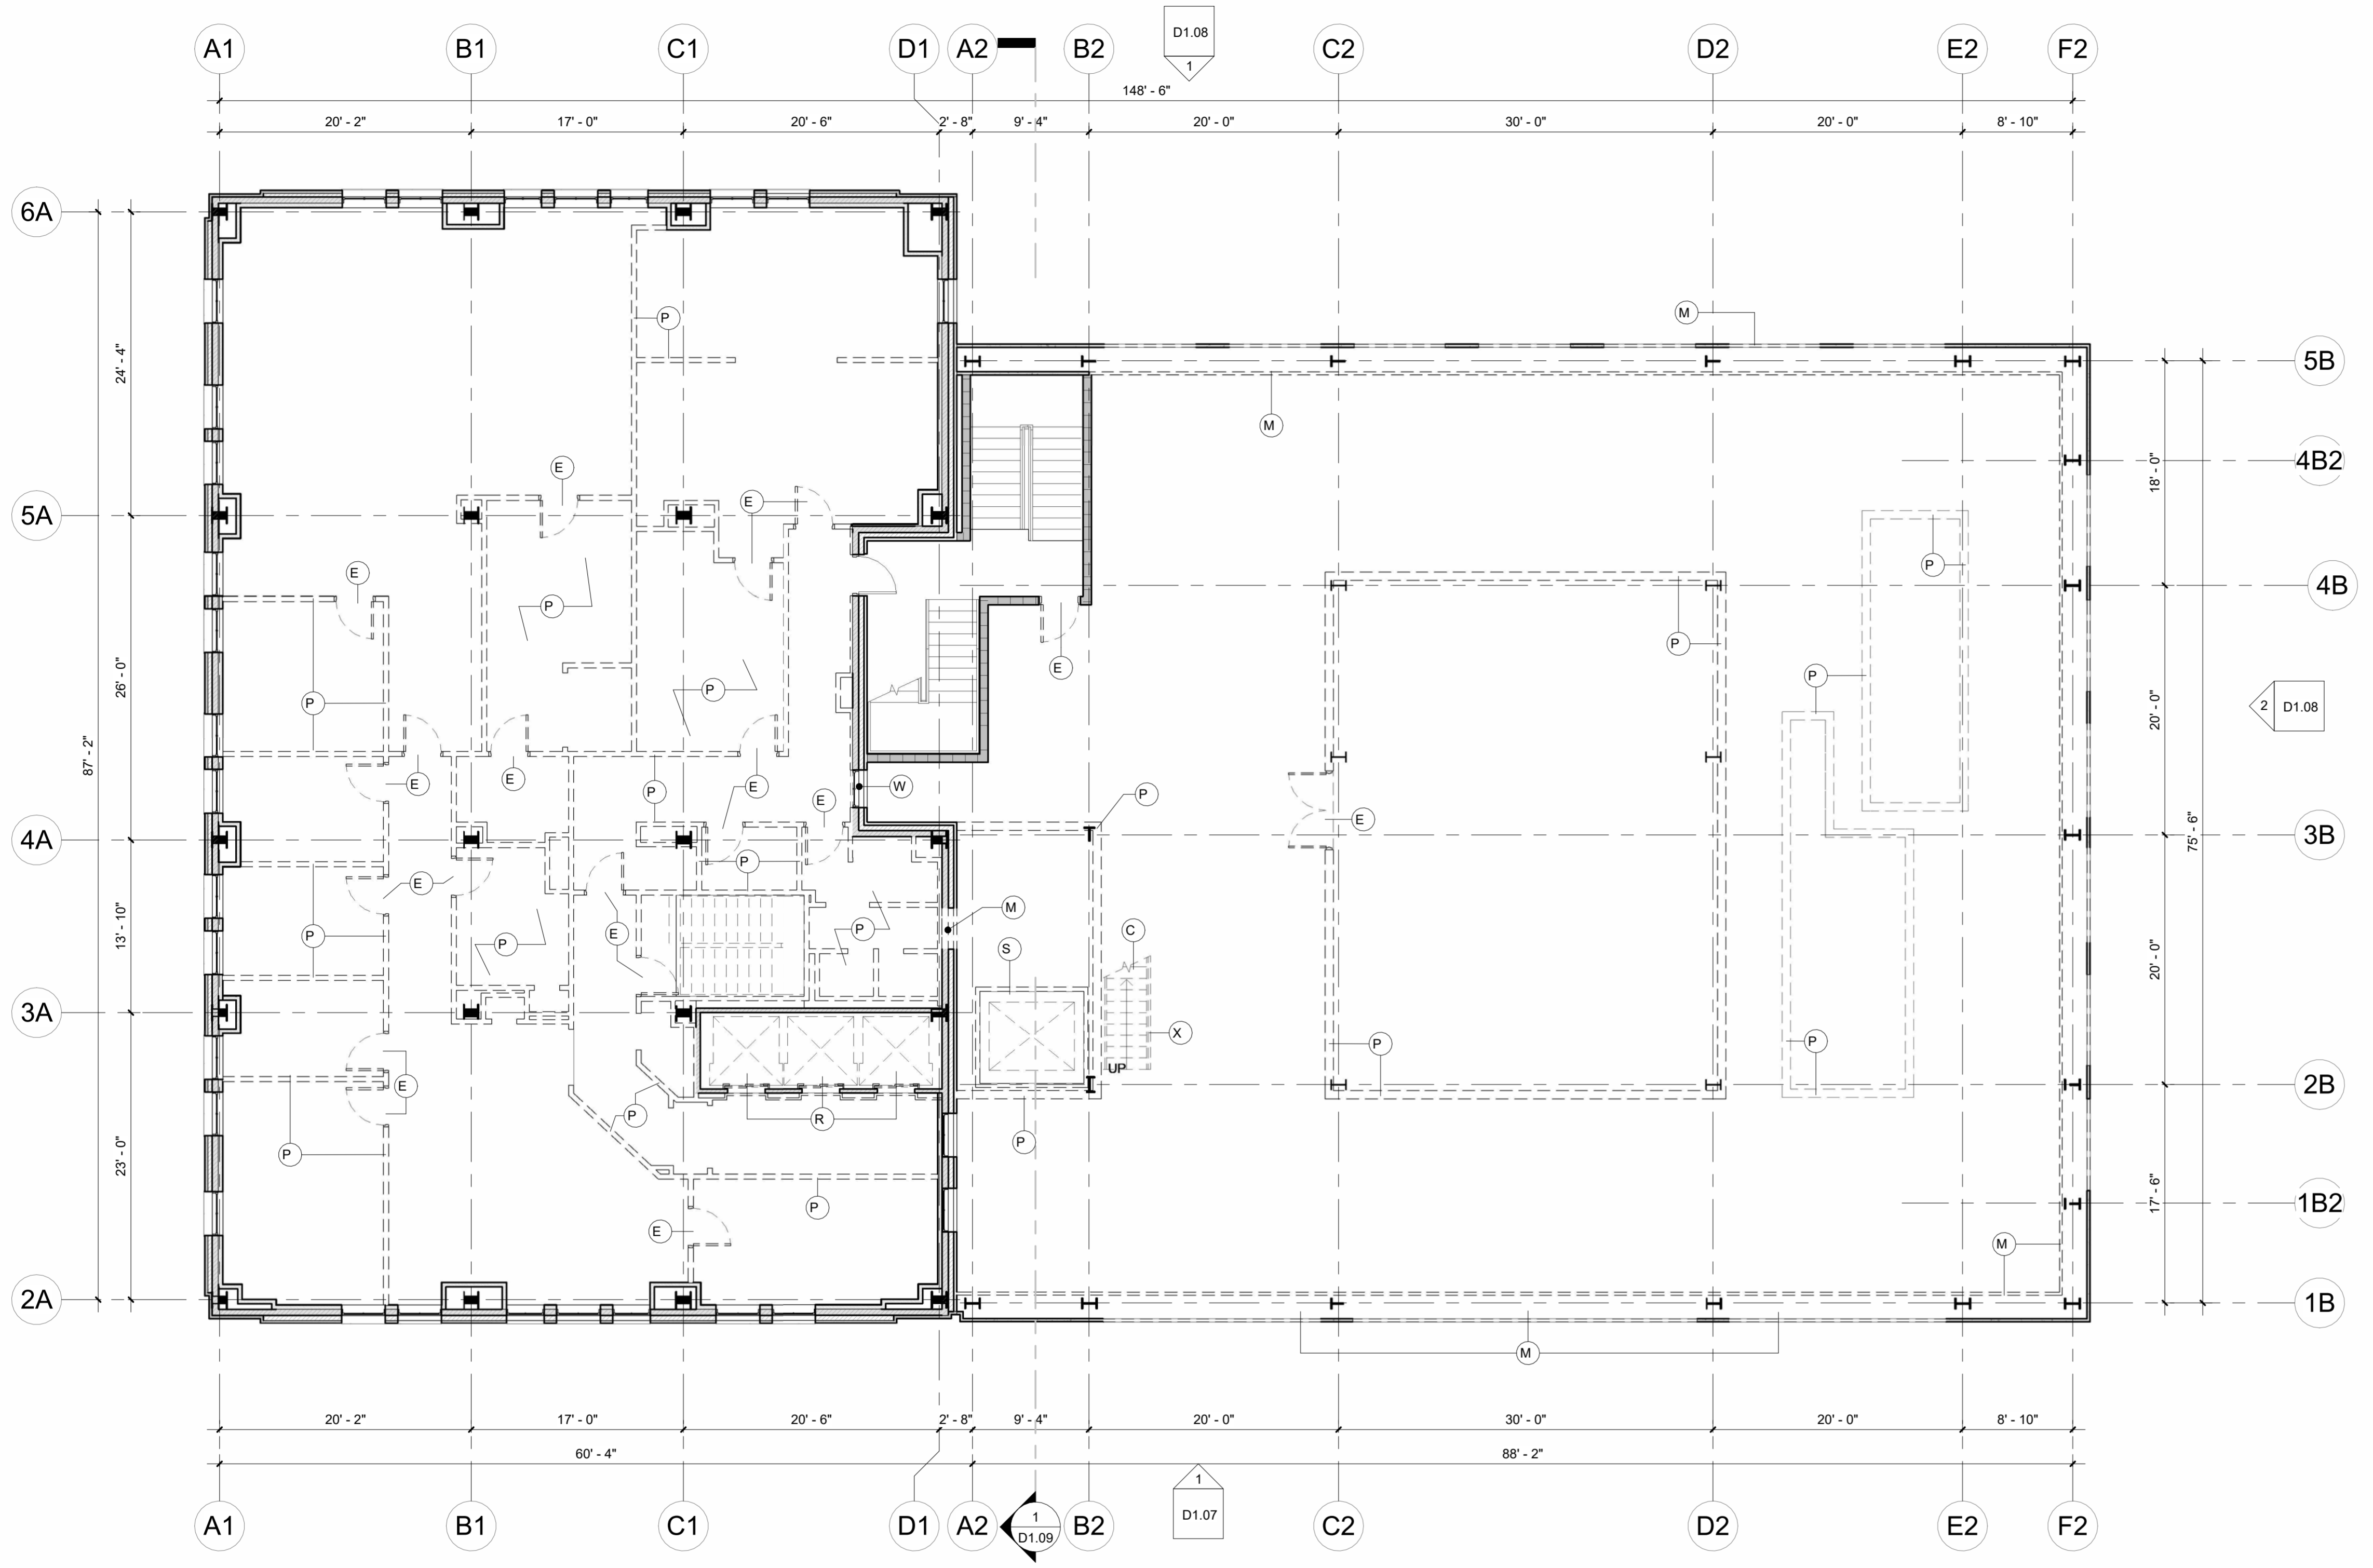 D1.08
1
A1 B1 C1 D1 A2 B2 C2 D2 E2 F2
148' - 6"
20' - 2" 17' - 0" 20' - 6" 2' - 8" 9' - 4" 20' - 0" 30' - 0" 20' - 0" 8' - 10"
6A
M
P
24' - 4"
5B
M
4B2
E
18' - 0"
E
5A
P
E
4B
P
P
E
P
26' - 0"
P
P
P
2 D1.08
20' - 0"
87' - 2"
E
E
E
W
P
P
E
E
3B
75' - 6"
4A
P
E
M
13' - 10"
C
P
E
P
P
S
20' - 0"
3A
X
P
P
UP
2B
E
P
R
P
P
23' - 0"
1B2
17' - 6"
P
E
M
2A
1B
M
20' - 2" 17' - 0" 20' - 6" 2' - 8" 9' - 4" 20' - 0" 30' - 0" 20' - 0" 8' - 10"
60' - 4" 88' - 2"
1
D1.07
A1 B1 C1 D1 A2 B2 C2 D2 E2 F2
1
D1.09